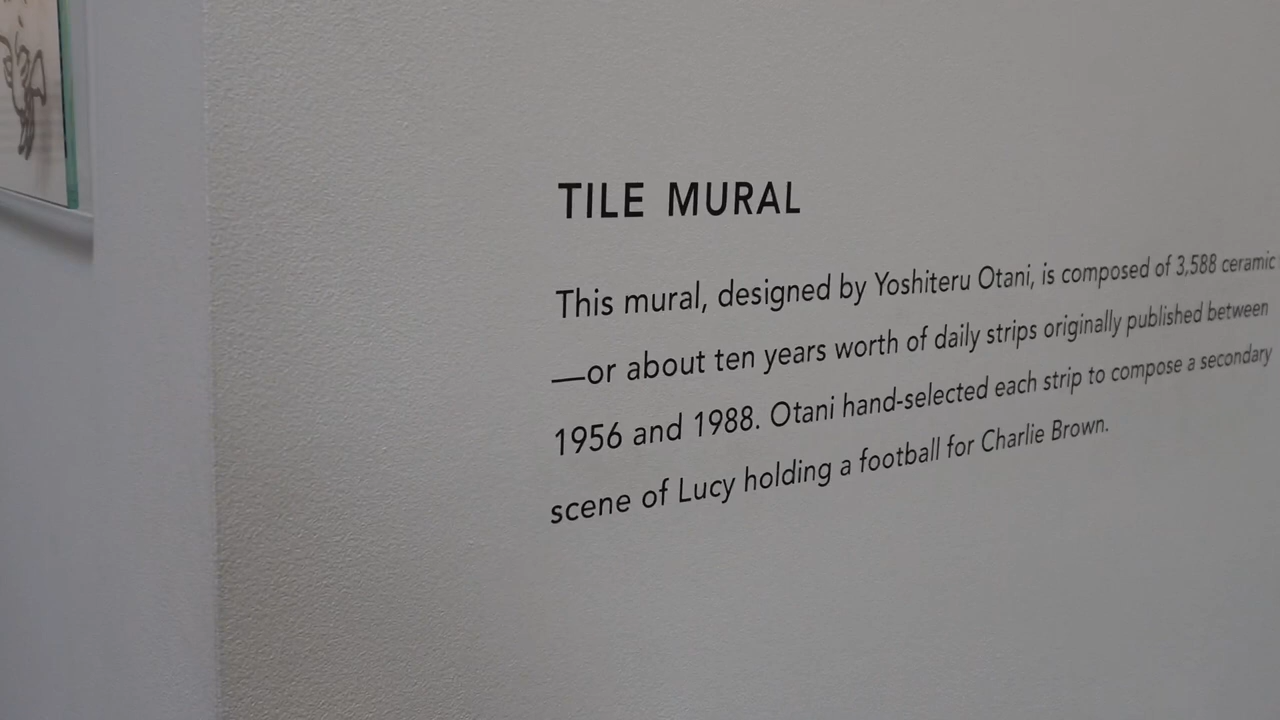 TILE MURAL
This mural, designed by Yoshiteru Otani, is composed of 3,588 ceramic
—or about ten years worth of daily strips originally published between
1956 and 1988. Otani hand-selected each strip to compose a secondary
scene of Lucy holding a football for Charlie Brown.